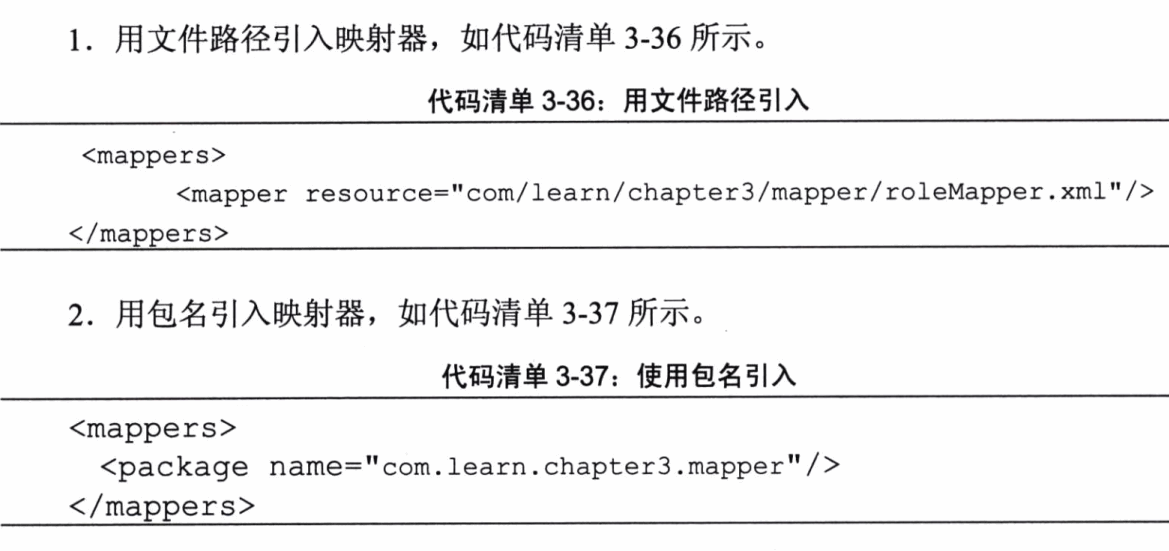 1．用文件路径引入映射器，如代码清单 3-36 所示。
代码清单 3-36：用文件路径引入
<mappers>
<mapper resource="com/learn/chapter3/mapper/roleMapper.xml"/>
</mappers>
2．用包名引入映射器，如代码清单 3-37 所示。
代码清单 3-37：使用包名引入
<mappers>
<package name="com.learn.chapter3.mapper"/>
</mappers>